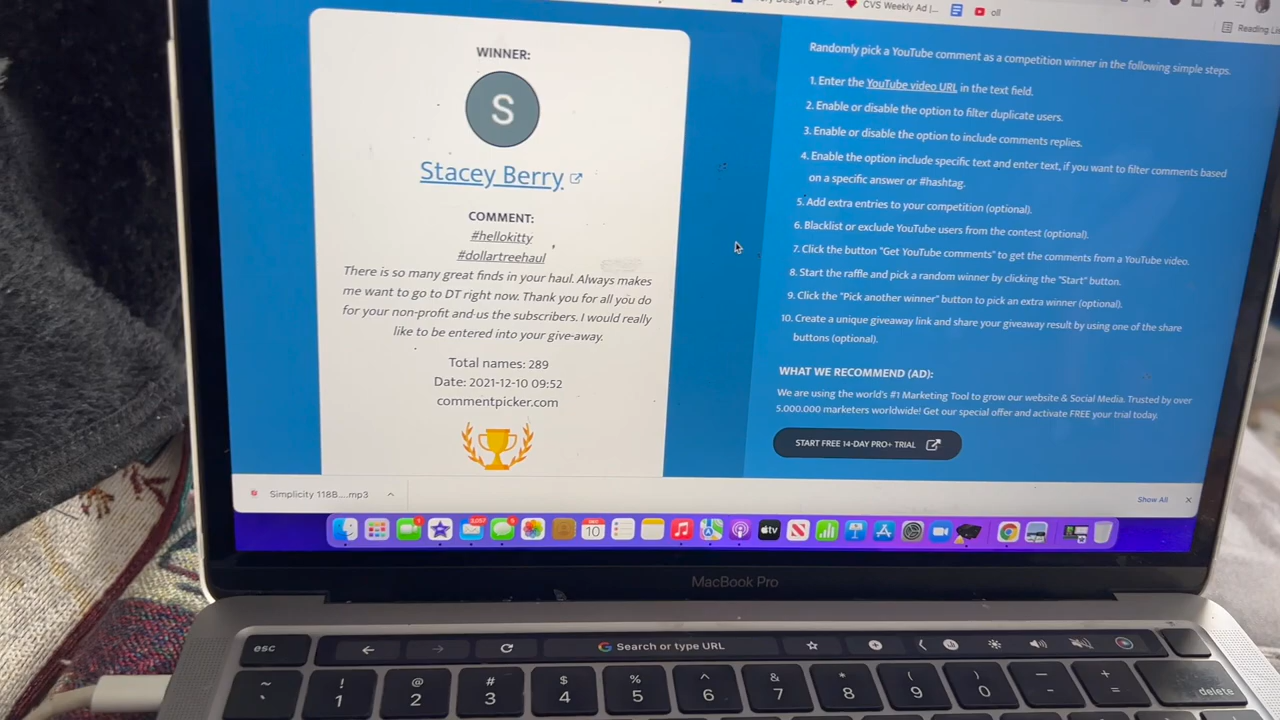 CVS Weekly Ad |...
oll
Reading Lis
WINNER:
S
Stacey Berry
COMMENT:
#hellokitty
#dollartreehaul
There is so many great finds in your haul. Always makes
me want to go to DT right now. Thank you for all you do
for your non-profit and us the subscribers. I would really
like to be entered into your give-away.
Total names: 289
Date: 2021-12-10 09:52
commentpicker.com
Randomly pick a YouTube comment as a competition winner in the following simple steps.
1. Enter the YouTube video URL in the text field.
2. Enable or disable the option to filter duplicate users.
3. Enable or disable the option to include comments replies.
4. Enable the option include specific text and enter text, if you want to filter comments based
on a specific answer or #hashtag.
5. Add extra entries to your competition (optional).
6. Blacklist or exclude YouTube users from the contest (optional).
7. Click the button "Get YouTube comments" to get the comments from a YouTube video.
8. Start the raffle and pick a random winner by clicking the "Start" button.
9. Click the "Pick another winner" button to pick an extra winner (optional).
10. Create a unique giveaway link and share your giveaway result by using one of the share
buttons (optional).
WHAT WE RECOMMEND (AD):
We are using the world's #1 Marketing Tool to grow our website & Social Media. Trusted by over
5.000.000 marketers worldwide! Get our special offer and activate FREE your trial today.
START FREE 14-DAY PRO+ TRIAL
Simplicity 118B....mp3
Show All
10
tv
MacBook Pro
esc
Search or type URL
~ ! @ # $ % ^ & * ( ) — +
` 1 2 3 4 5 6 7 8 9 0 - =
delete